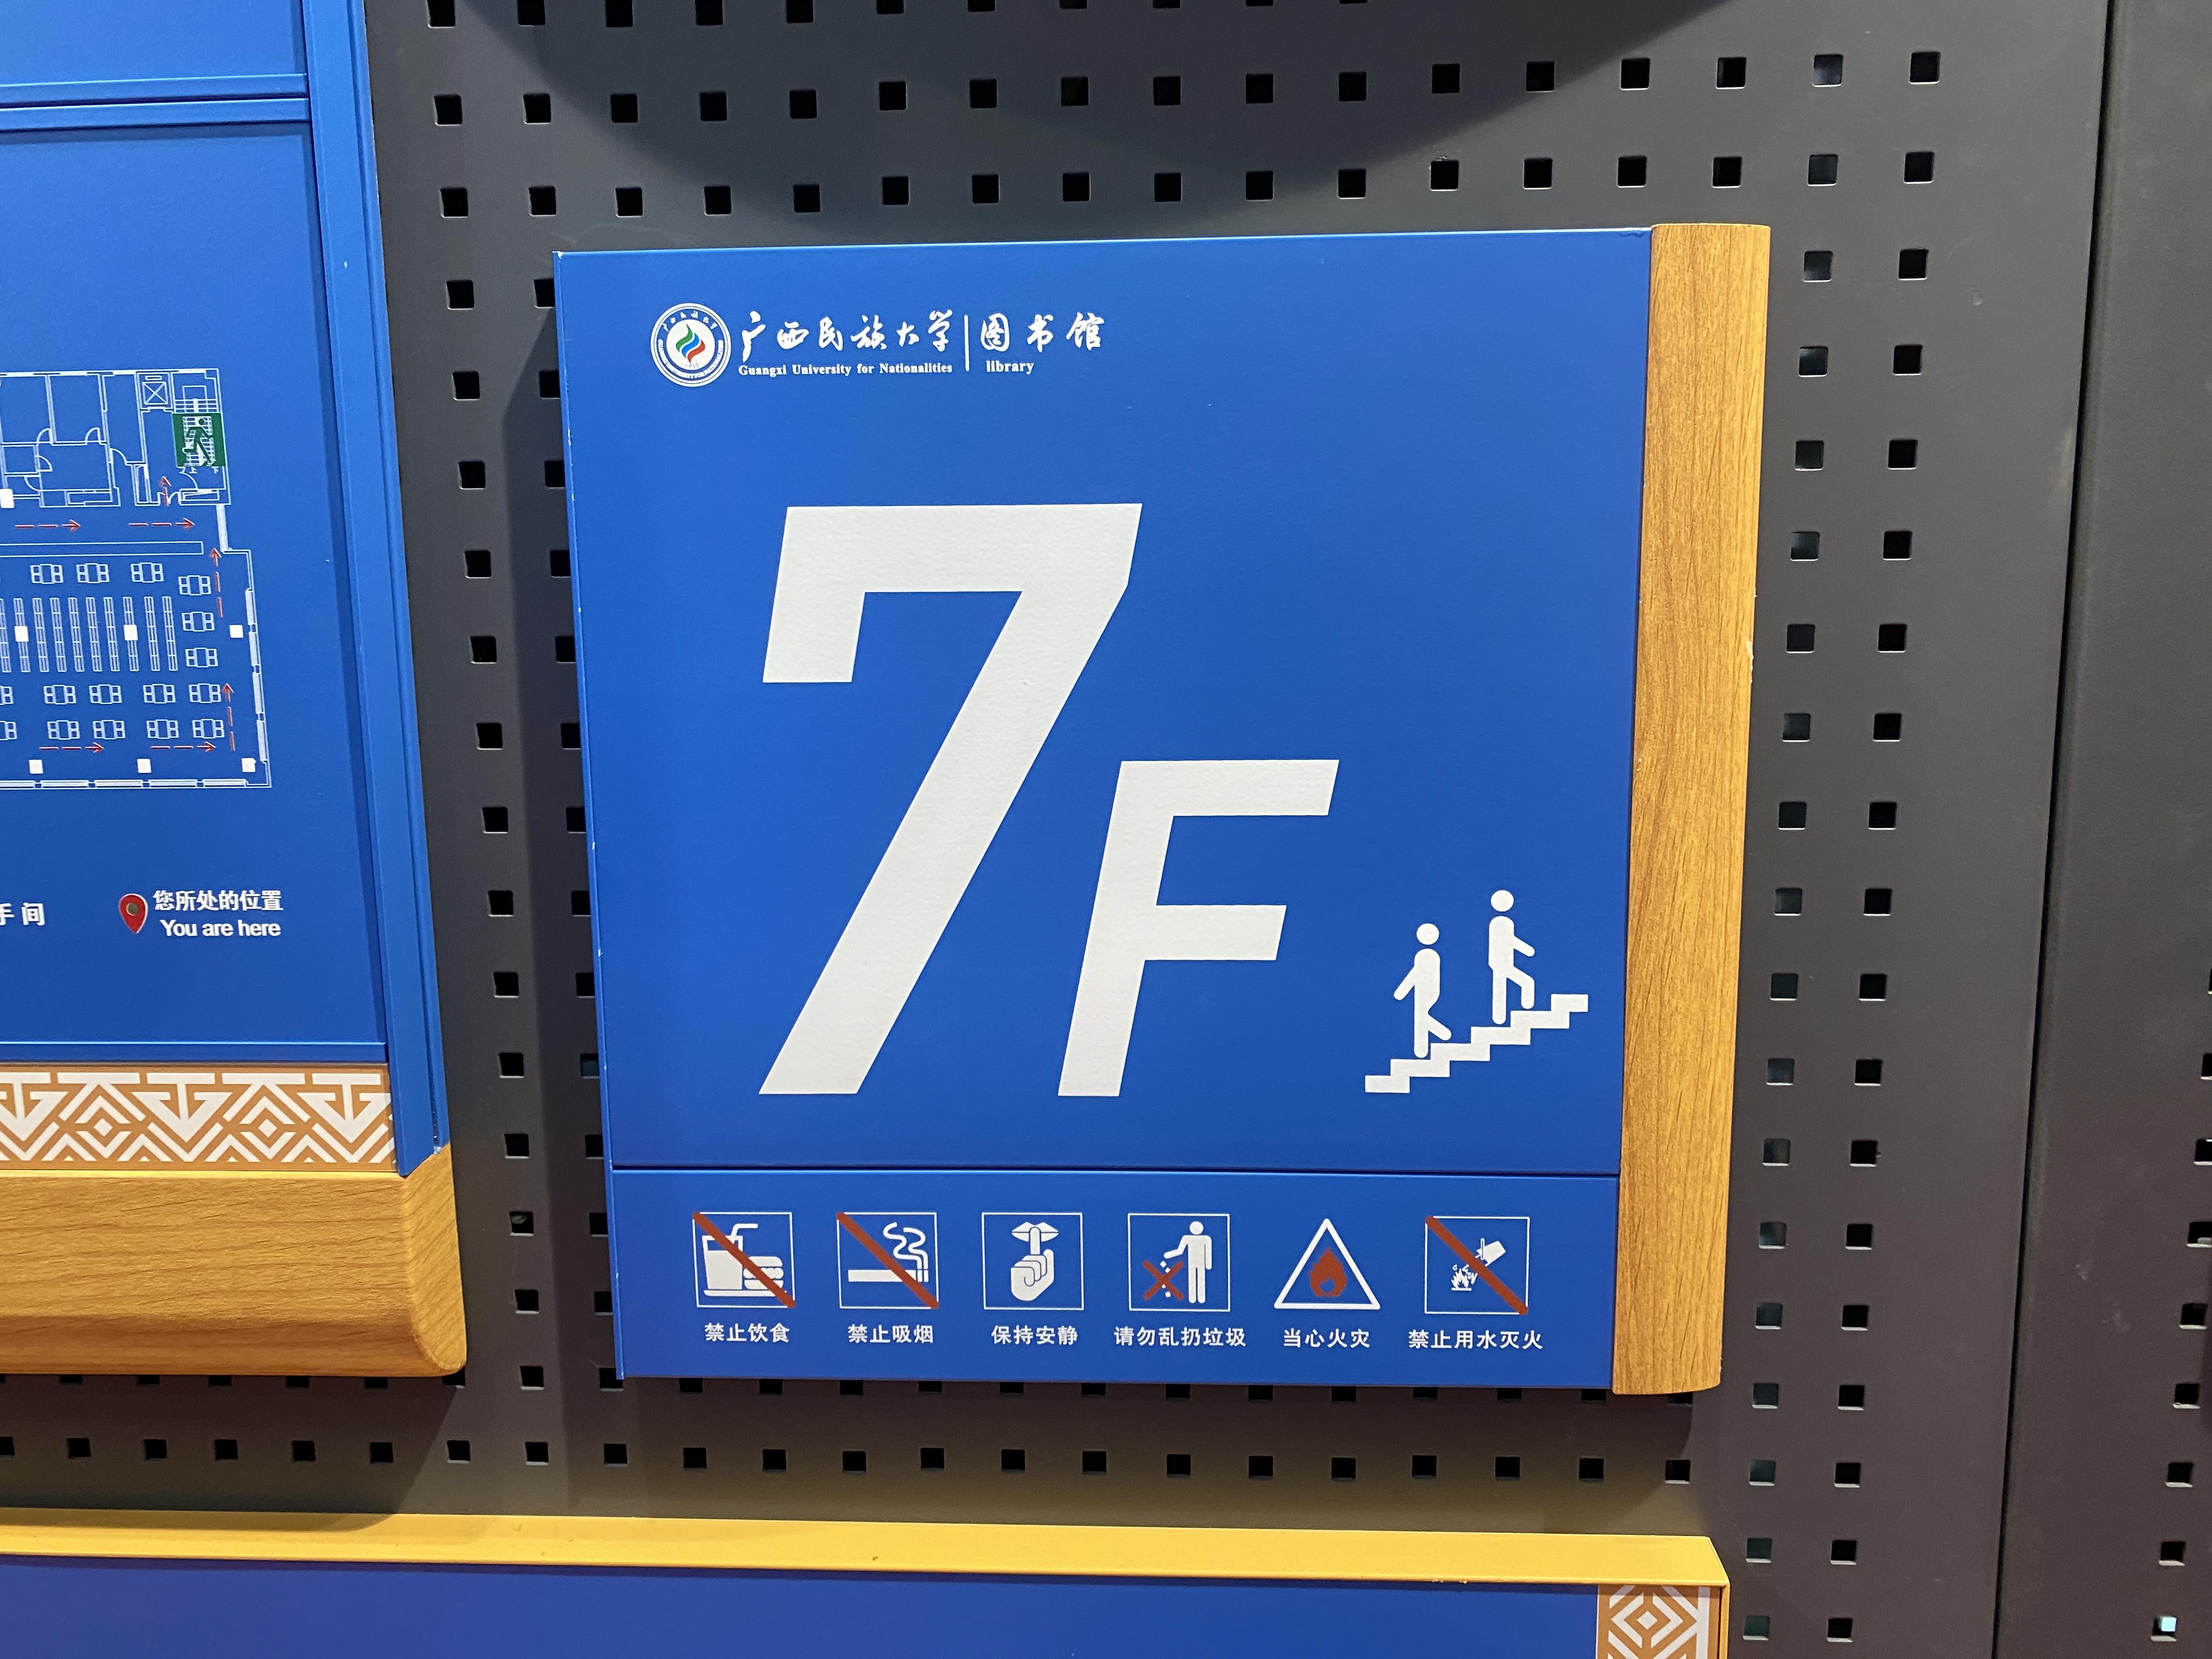 广西民族大学 图书馆
Guangxi University for Nationalities library
7F
禁止饮食 禁止吸烟 保持安静 请勿乱扔垃圾 当心火灾 禁止用水灭火
手间
您所处的位置
You are here